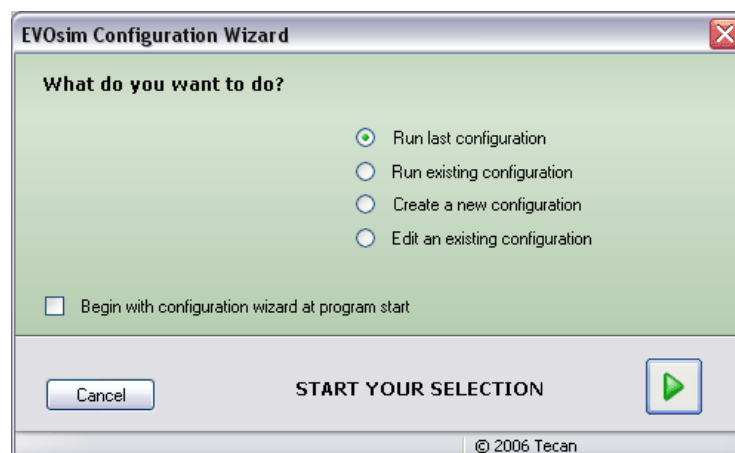 EVOsim Configuration Wizard
What do you want to do?
Run last configuration
Run existing configuration
Create a new configuration
Edit an existing configuration
Begin with configuration wizard at program start
Cancel
START YOUR SELECTION
© 2006 Tecan